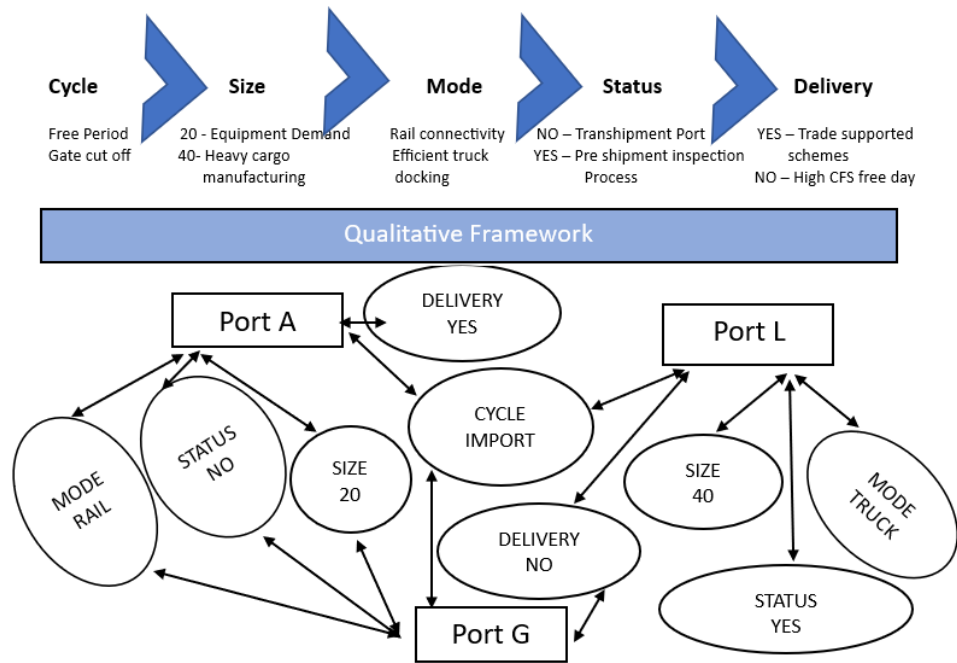 Cycle
Size
Mode
Status
Delivery
Free Period
Gate cut off
20 - Equipment Demand
40- Heavy cargo
manufacturing
Rail connectivity
Efficient truck
docking
NO – Transhipment Port
YES – Pre shipment inspection
Process
YES – Trade supported
schemes
NO – High CFS free day
Qualitative Framework
Port A
DELIVERY
YES
Port L
MODE
RAIL
STATUS
NO
SIZE
20
CYCLE
IMPORT
SIZE
40
MODE
TRUCK
DELIVERY
NO
STATUS
YES
Port G